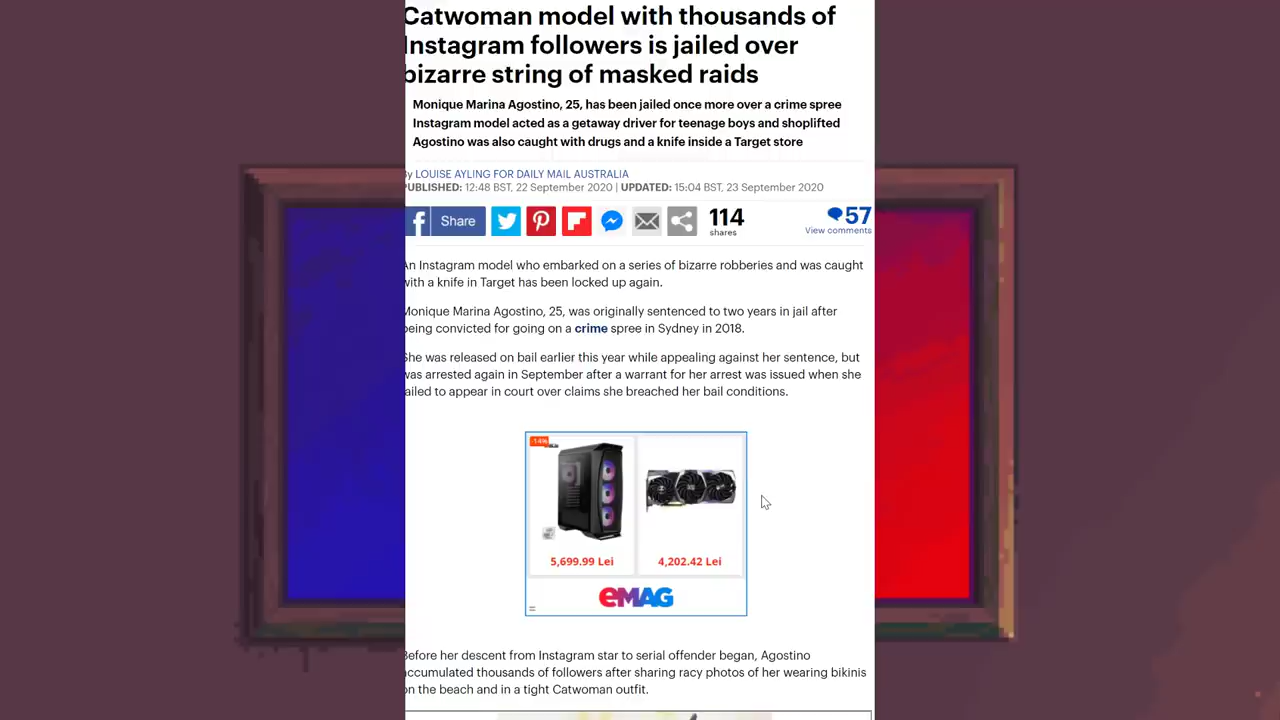 Catwoman model with thousands of
Instagram followers is jailed over
bizarre string of masked raids
Monique Marina Agostino, 25, has been jailed once more over a crime spree
Instagram model acted as a getaway driver for teenage boys and shoplifted
Agostino was also caught with drugs and a knife inside a Target store
By LOUISE AYLING FOR DAILY MAIL AUSTRALIA
PUBLISHED: 12:48 BST, 22 September 2020 | UPDATED: 15:04 BST, 23 September 2020
f Share 114 shares
57 View comments
An Instagram model who embarked on a series of bizarre robberies and was caught
with a knife in Target has been locked up again.
Monique Marina Agostino, 25, was originally sentenced to two years in jail after
being convicted for going on a crime spree in Sydney in 2018.
She was released on bail earlier this year while appealing against her sentence, but
was arrested again in September after a warrant for her arrest was issued when she
failed to appear in court over claims she breached her bail conditions.
-14%
5,699.99 Lei 4,202.42 Lei
eMAG
Before her descent from Instagram star to serial offender began, Agostino
accumulated thousands of followers after sharing racy photos of her wearing bikinis
on the beach and in a tight Catwoman outfit.